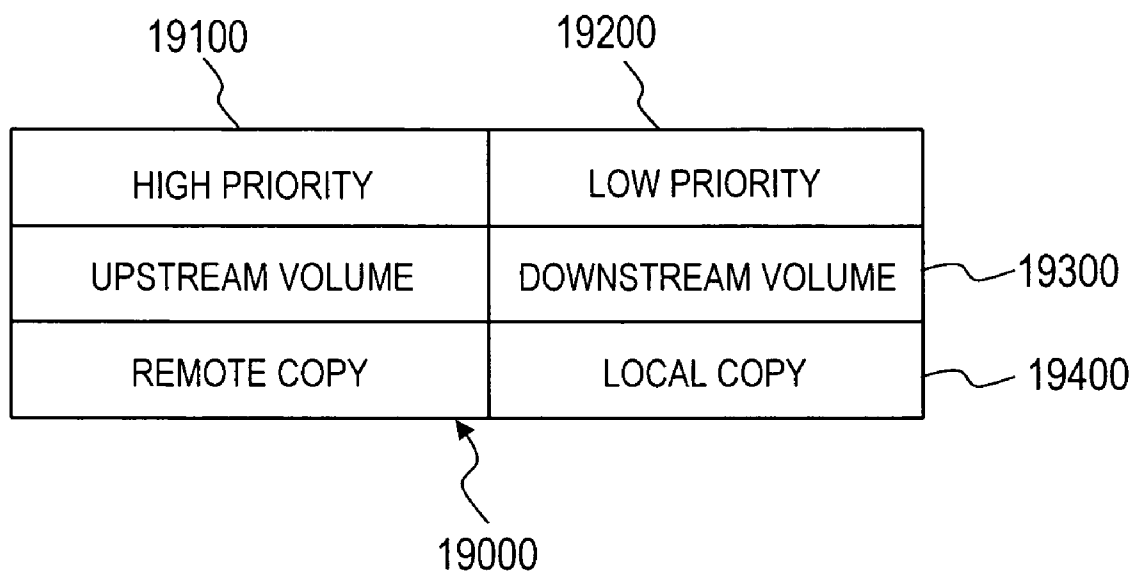 19100 19200
HIGH PRIORITY LOW PRIORITY
UPSTREAM VOLUME DOWNSTREAM VOLUME 19300
REMOTE COPY LOCAL COPY 19400
19000